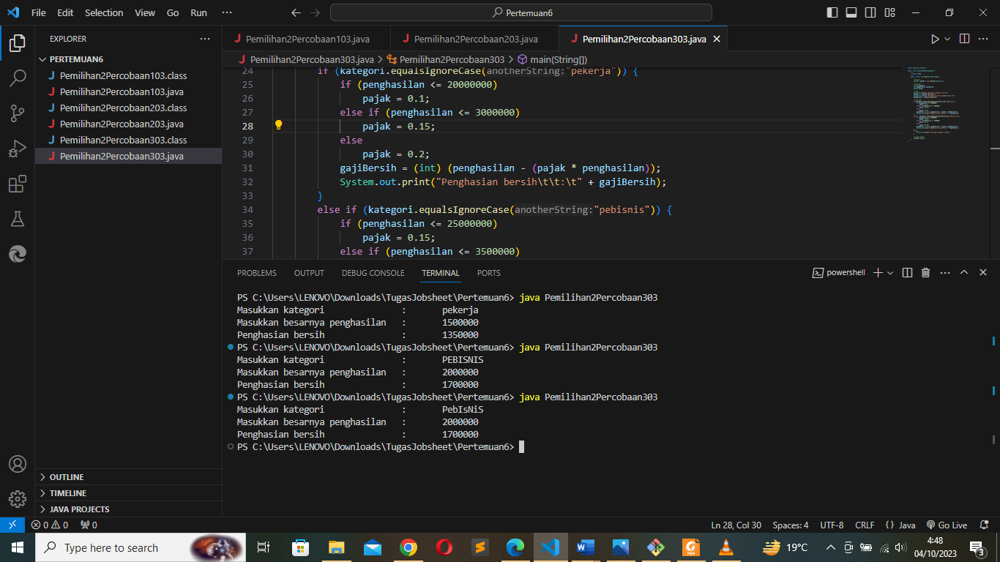 File Edit Selection View Go Run ··· Pertemuan6
EXPLORER ···
PERTEMUAN6
Pemilihan2Percobaan103.class
Pemilihan2Percobaan103.java
Pemilihan2Percobaan203.class
Pemilihan2Percobaan203.java
Pemilihan2Percobaan303.class
Pemilihan2Percobaan303.java
OUTLINE
TIMELINE
JAVA PROJECTS
Pemilihan2Percobaan103.java Pemilihan2Percobaan203.java Pemilihan2Percobaan303.java
Pemilihan2Percobaan303.java > Pemilihan2Percobaan303 > main(String[])
24 if (kategori.equalsIgnoreCase(anotherString:"pekerja")) {
25 if (penghasilan <= 20000000)
26 pajak = 0.1;
27 else if (penghasilan <= 3000000)
28 pajak = 0.15;
29 else
30 pajak = 0.2;
31 gajiBersih = (int) (penghasilan - (pajak * penghasilan));
32 System.out.print("Penghasian bersih\t\t:\t" + gajiBersih);
33 }
34 else if (kategori.equalsIgnoreCase(anotherString:"pebisnis")) {
35 if (penghasilan <= 25000000)
36 pajak = 0.15;
37 else if (penghasilan <= 3500000)
PROBLEMS OUTPUT DEBUG CONSOLE TERMINAL PORTS powershell
PS C:\Users\LENOVO\Downloads\TugasJobsheet\Pertemuan6> java Pemilihan2Percobaan303
Masukkan kategori : pekerja
Masukkan besarnya penghasilan : 1500000
Penghasian bersih : 1350000
PS C:\Users\LENOVO\Downloads\TugasJobsheet\Pertemuan6> java Pemilihan2Percobaan303
Masukkan kategori : PEBISNIS
Masukkan besarnya penghasilan : 2000000
Penghasian bersih : 1700000
PS C:\Users\LENOVO\Downloads\TugasJobsheet\Pertemuan6> java Pemilihan2Percobaan303
Masukkan kategori : PebIsNiS
Masukkan besarnya penghasilan : 2000000
Penghasian bersih : 1700000
PS C:\Users\LENOVO\Downloads\TugasJobsheet\Pertemuan6>
0 0 0 Ln 28, Col 30 Spaces: 4 UTF-8 CRLF {} Java Go Live
Type here to search 19°C 4:48
04/10/2023 3